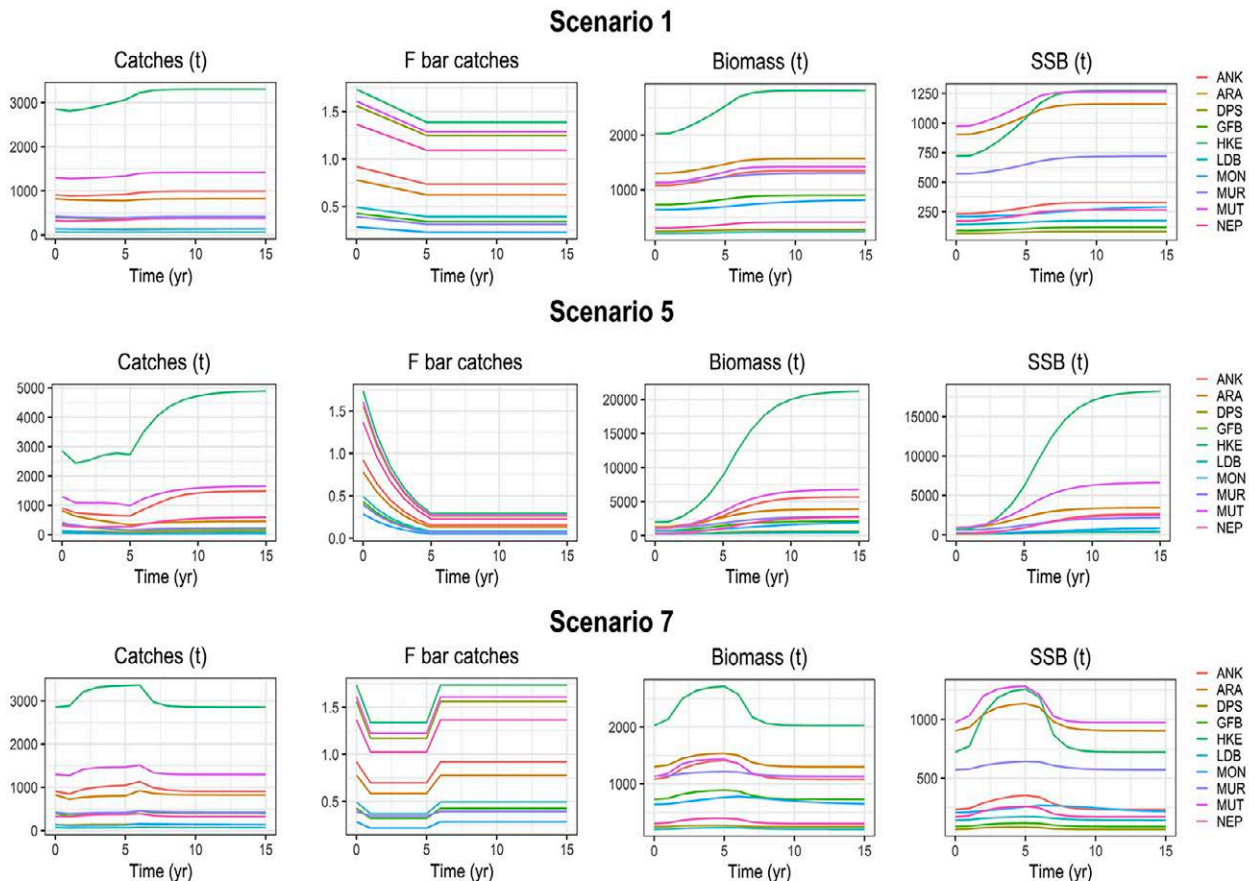 Scenario 1
Catches (t) F bar catches Biomass (t) SSB (t)
3000
2000
1000
0
0 5 10 15
Time (yr)
1.5
1.0
0.5
0 5 10 15
Time (yr)
2000
1000
0 5 10 15
Time (yr)
1250
1000
750
500
250
0 5 10 15
Time (yr)
ANK
ARA
DPS
GFB
HKE
LDB
MON
MUR
MUT
NEP
Scenario 5
Catches (t) F bar catches Biomass (t) SSB (t)
5000
4000
3000
2000
1000
0
0 5 10 15
Time (yr)
1.5
1.0
0.5
0.0
0 5 10 15
Time (yr)
20000
15000
10000
5000
0
0 5 10 15
Time (yr)
15000
10000
5000
0
0 5 10 15
Time (yr)
ANK
ARA
DPS
GFB
HKE
LDB
MON
MUR
MUT
NEP
Scenario 7
Catches (t) F bar catches Biomass (t) SSB (t)
3000
2000
1000
0
0 5 10 15
Time (yr)
1.5
1.0
0.5
0 5 10 15
Time (yr)
2000
1000
0 5 10 15
Time (yr)
1000
500
0 5 10 15
Time (yr)
ANK
ARA
DPS
GFB
HKE
LDB
MON
MUR
MUT
NEP